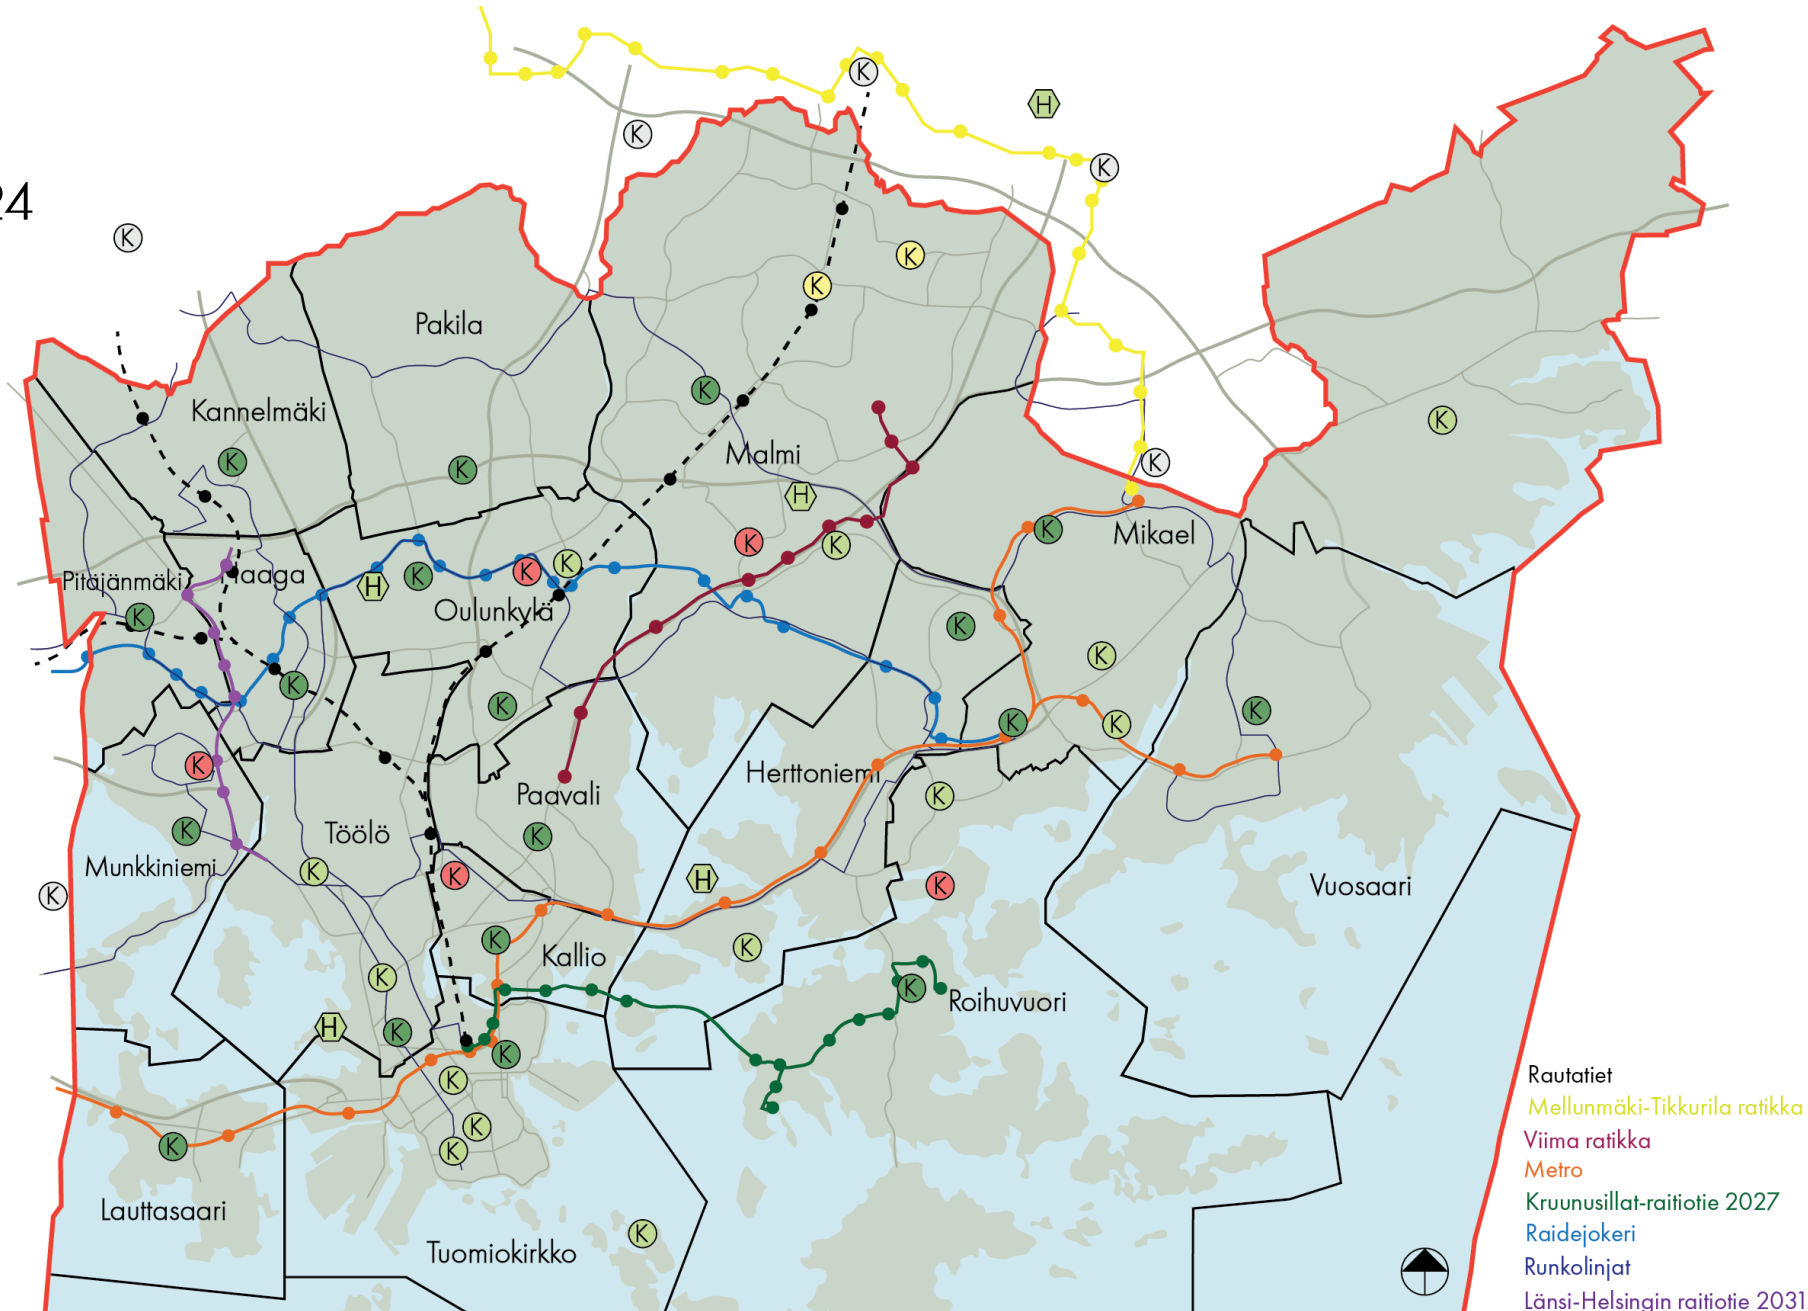 24
K
H
K
K
K
K
K
Pakila
Kannelmäki
K
K
K
K
Malmi
K
H
K
K
Mikael
K
K
Pitäjänmäki
Haaga
H
K
K
K
Oulunkylä
K
K
K
K
K
K
K
K
K
Herttoniemi
K
Paavali
K
Töölö
K
K
Munkkiniemi
K
K
H
K
Vuosaari
K
K
Kallio
K
K
K
Roihuvuori
H
K
K
K
K
K
K
Lauttasaari
K
Tuomiokirkko
Rautatiet
Mellunmäki-Tikkurila ratikka
Viima ratikka
Metro
Kruunusillat-raitiotie 2027
Raidejokeri
Runkolinjat
Länsi-Helsingin raitiotie 2031